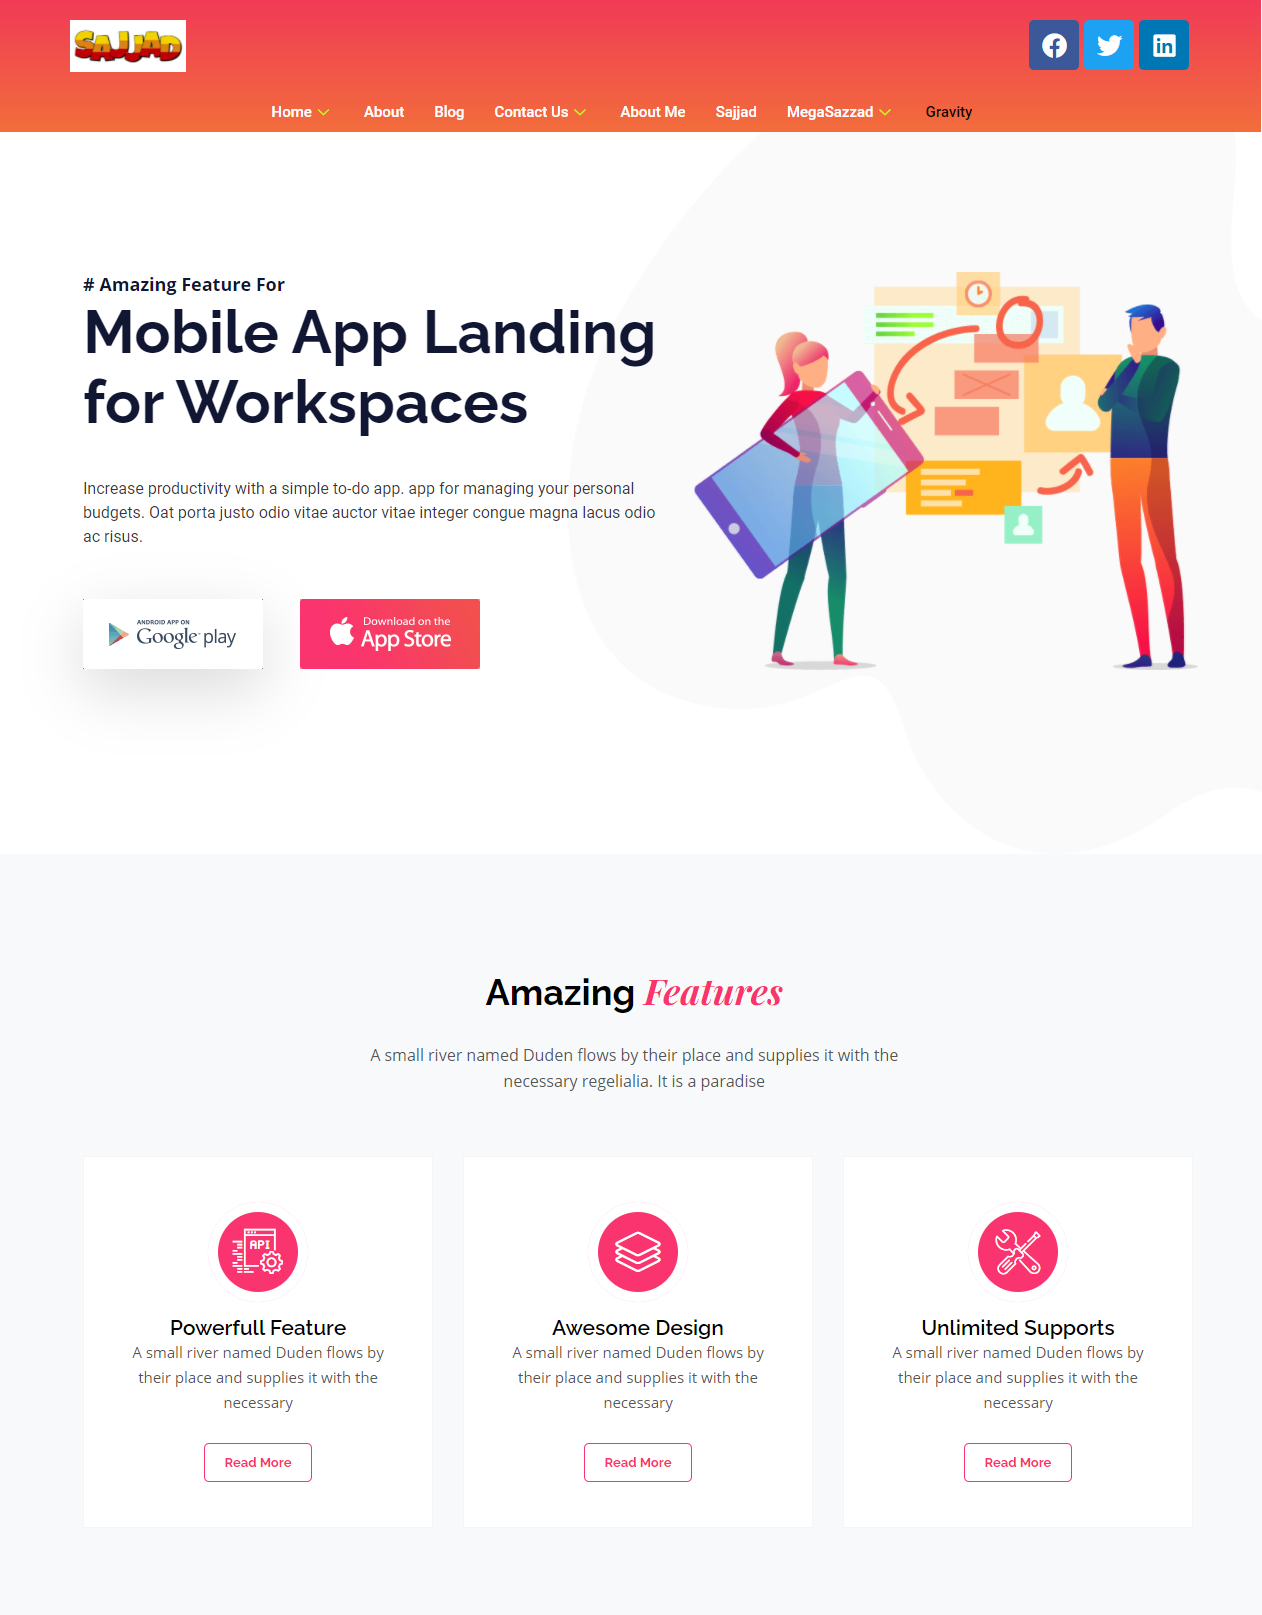 SAJJAD
Home About Blog Contact Us About Me Sajjad MegaSazzad Gravity
# Amazing Feature For
Mobile App Landing
for Workspaces
Increase productivity with a simple to-do app. app for managing your personal
budgets. Oat porta justo odio vitae auctor vitae integer congue magna lacus odio
ac risus.
ANDROID APP ON
Google play
Download on the
App Store
Amazing Features
A small river named Duden flows by their place and supplies it with the
necessary regelialia. It is a paradise
API
Powerfull Feature
A small river named Duden flows by
their place and supplies it with the
necessary
Read More
Awesome Design
A small river named Duden flows by
their place and supplies it with the
necessary
Read More
Unlimited Supports
A small river named Duden flows by
their place and supplies it with the
necessary
Read More